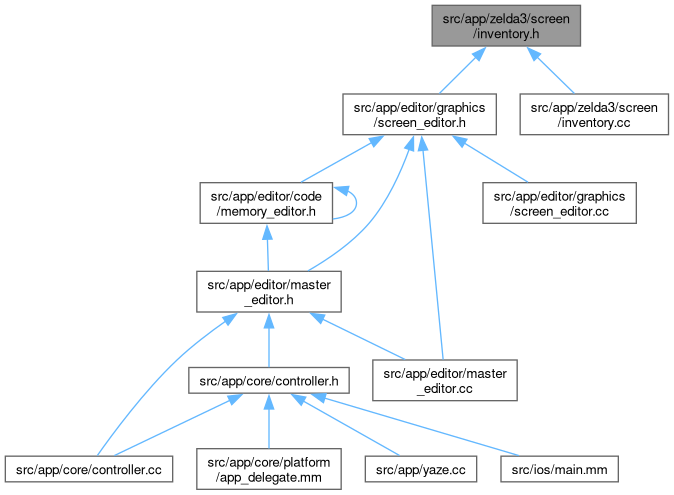 src/app/zelda3/screen
/inventory.h
src/app/editor/graphics
/screen_editor.h
src/app/zelda3/screen
/inventory.cc
src/app/editor/code
/memory_editor.h
src/app/editor/graphics
/screen_editor.cc
src/app/editor/master
_editor.h
src/app/core/controller.h
src/app/editor/master
_editor.cc
src/app/core/controller.cc
src/app/core/platform
/app_delegate.mm
src/app/yaze.cc
src/ios/main.mm